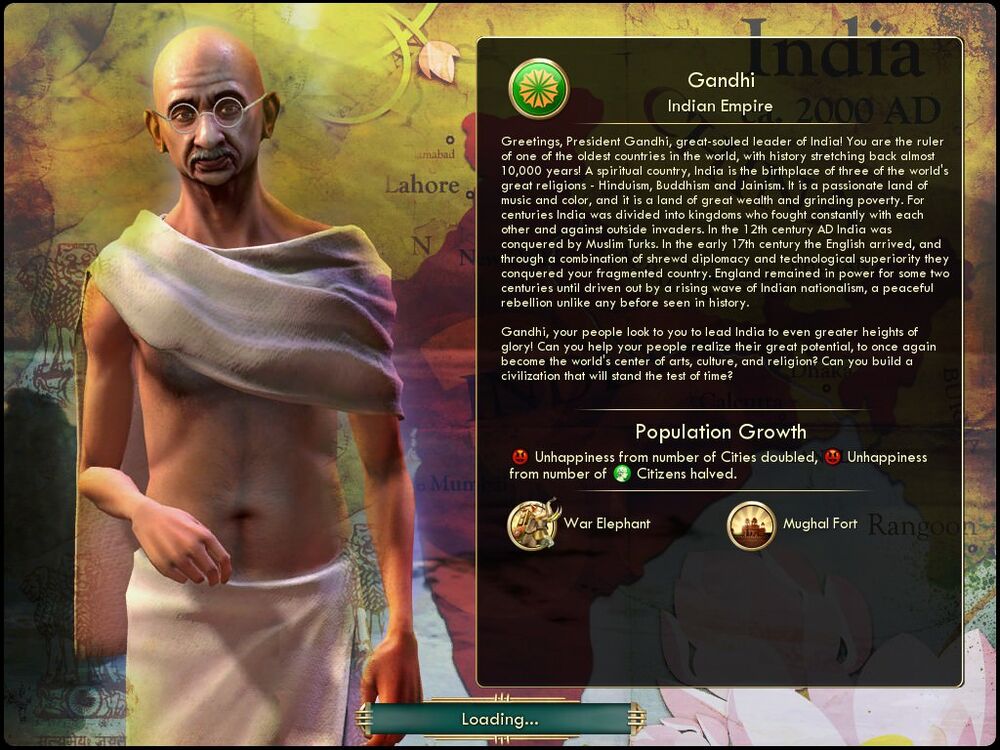 India
ca. 2000 AD
Gandhi
Indian Empire
Greetings, President Gandhi, great-souled leader of India! You are the ruler
of one of the oldest countries in the world, with history stretching back almost
10,000 years! A spiritual country, India is the birthplace of three of the world's
great religions - Hinduism, Buddhism and Jainism. It is a passionate land of
music and color, and it is a land of great wealth and grinding poverty. For
centuries India was divided into kingdoms who fought constantly with each
other and against outside invaders. In the 12th century AD India was
conquered by Muslim Turks. In the early 17th century the English arrived, and
through a combination of shrewd diplomacy and technological superiority they
conquered your fragmented country. England remained in power for some two
centuries until driven out by a rising wave of Indian nationalism, a peaceful
rebellion unlike any before seen in history.
Gandhi, your people look to you to lead India to even greater heights of
glory! Can you help your people realize their great potential, to once again
become the world's center of arts, culture, and religion? Can you build a
civilization that will stand the test of time?
Population Growth
Unhappiness from number of Cities doubled, Unhappiness
from number of Citizens halved.
War Elephant
Mughal Fort
Lahore
Calcutta
Rangoon
Loading...